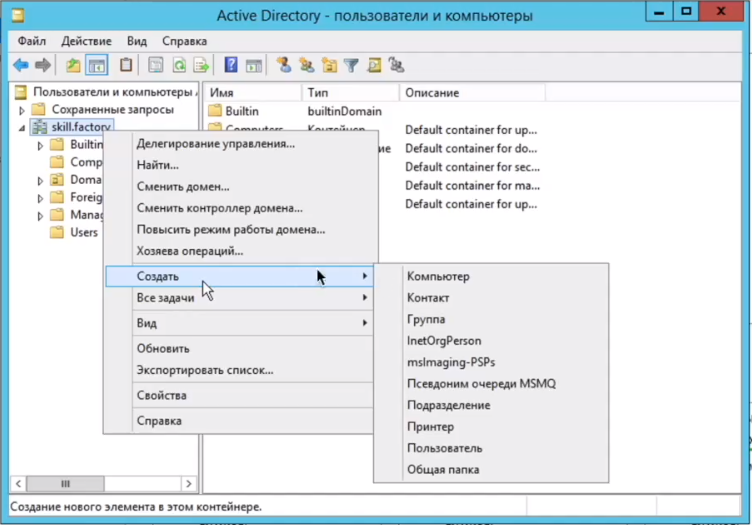 Active Directory - пользователи и компьютеры
Файл Действие Вид Справка
Пользователи и компьютеры
Сохраненные запросы
skill.factory
Builtin
Comp
Doma
Foreig
Manag
Users
Имя Тип Описание
Builtin builtinDomain
Computers Контейнер Default container for up...
ие Default container for do...
Default container for sec...
Default container for ma...
Default container for up...
Делегирование управления...
Найти...
Сменить домен...
Сменить контроллер домена...
Повысить режим работы домена...
Хозяева операций...
Создать
Все задачи
Вид
Обновить
Экспортировать список...
Свойства
Справка
Компьютер
Контакт
Группа
InetOrgPerson
msImaging-PSPs
Псевдоним очереди MSMQ
Подразделение
Принтер
Пользователь
Общая папка
Создание нового элемента в этом контейнере.